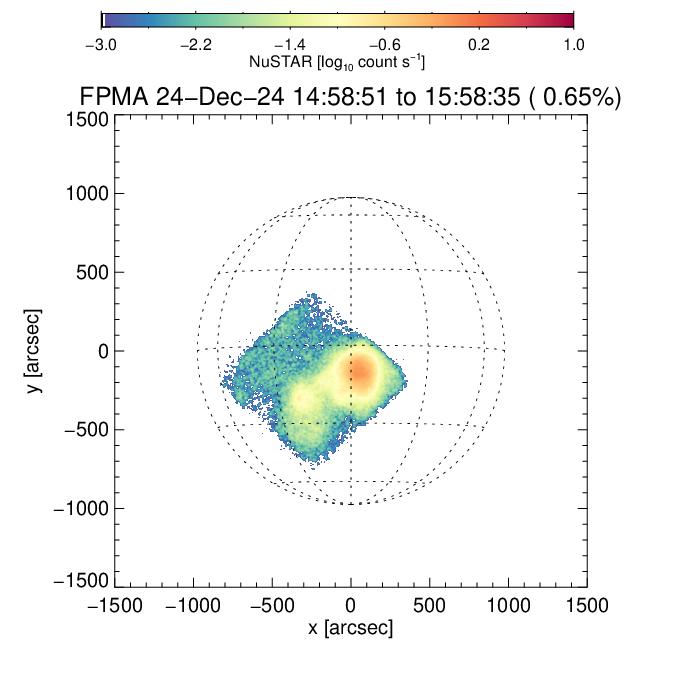 −3.0 −2.2 −1.4 −0.6 0.2 1.0
NuSTAR [log₁₀ count s⁻¹]
FPMA 24−Dec−24 14:58:51 to 15:58:35 ( 0.65%)
1500
1000
500
0
−500
−1000
−1500
y [arcsec]
−1500 −1000 −500 0 500 1000 1500
x [arcsec]